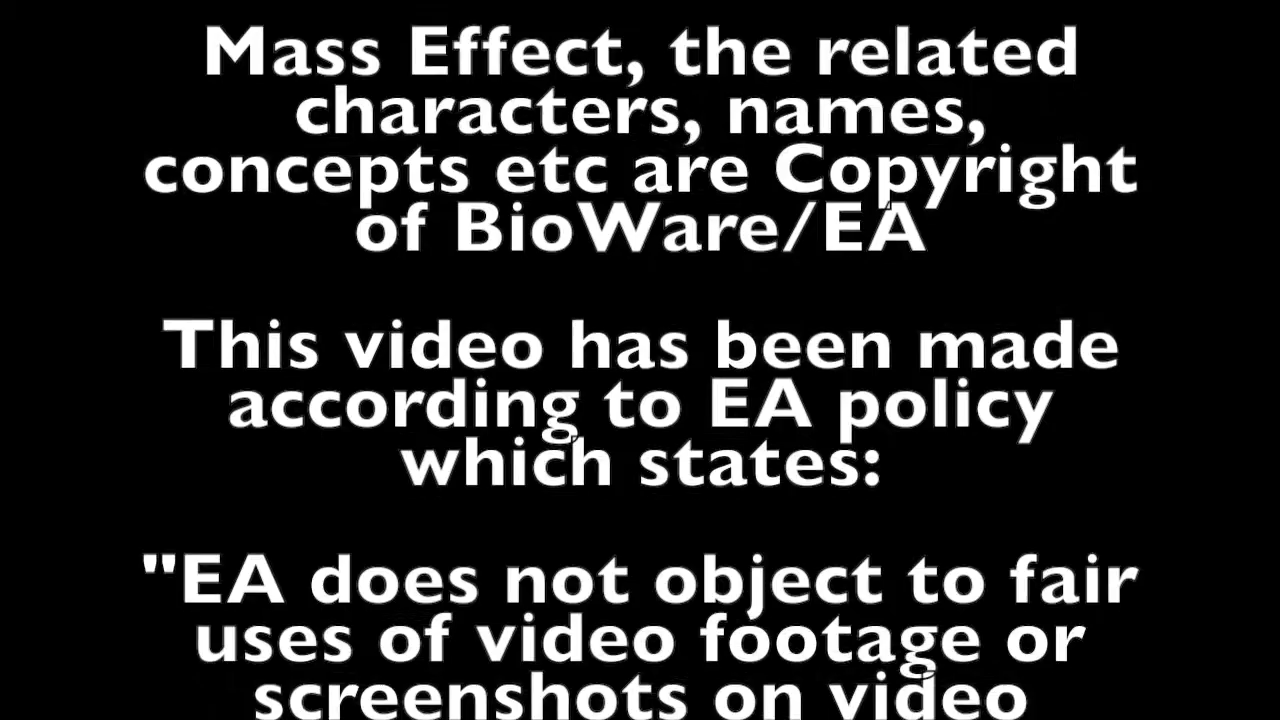 Mass Effect, the related
characters, names,
concepts etc are Copyright
of BioWare/EA
This video has been made
according to EA policy
which states:
"EA does not object to fair
uses of video footage or
screenshots on video